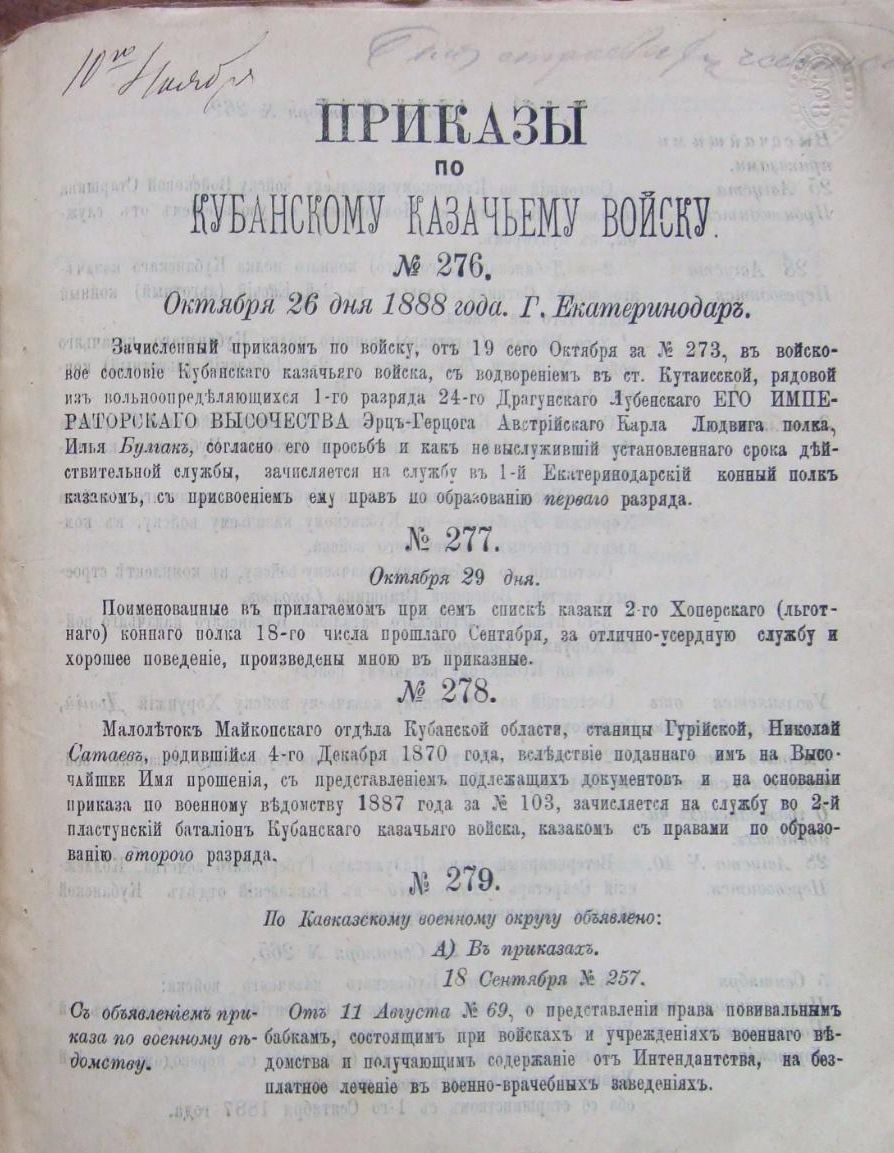 10го Ноября
ПРИКАЗЫ
ПО
КУБАНСКОМУ КАЗАЧЬЕМУ ВОЙСКУ.
№ 276.
Октября 26 дня 1888 года. Г. Екатеринодаръ.
Зачисленный приказомъ по войску, отъ 19 сего Октября за № 273, въ войско-
вое сословіе Кубанскаго казачьяго войска, съ водвореніемъ въ ст. Кутаисской, рядовой
изъ вольноопредѣляющихся 1-го разряда 24-го Драгунскаго Лубенскаго ЕГО ИМПЕ-
РАТОРСКАГО ВЫСОЧЕСТВА Эрцъ-Герцога Австрійскаго Карла Людвига полка,
Илья Булгакъ, согласно его просьбѣ и какъ невыслужившій установленнаго срока дѣй-
ствительной службы, зачисляется на службу въ 1-й Екатеринодарскій конный полкъ
казакомъ, съ присвоеніемъ ему правъ по образованію перваго разряда.
№ 277.
Октября 29 дня.
Поименованные въ прилагаемомъ при семъ спискѣ казаки 2-го Хоперскаго (льгот-
наго) коннаго полка 18-го числа прошлаго Сентября, за отлично-усердную службу и
хорошее поведеніе, произведены мною въ приказные.
№ 278.
Малолѣтокъ Майкопскаго отдѣла Кубанской области, станицы Гурійской, Николай
Сатаевъ, родившійся 4-го Декабря 1870 года, вслѣдствіе поданнаго имъ на Высо-
чайшее Имя прошенія, съ представленіемъ подлежащихъ документовъ и на основаніи
приказа по военному вѣдомству 1887 года за № 103, зачисляется на службу во 2-й
пластунскій баталіонъ Кубанскаго казачьяго войска, казакомъ съ правами по образо-
ванію второго разряда.
№ 279.
По Кавказскому военному округу объявлено:
А) Въ приказахъ.
18 Сентября № 257.
Съ объявленіемъ при-
каза по военному вѣ-
домству.
Отъ 11 Августа № 69, о представленіи права повивальнымъ
бабкамъ, состоящимъ при войскахъ и учрежденіяхъ военнаго вѣ-
домства и получающимъ содержаніе отъ Интендантства, на без-
платное леченіе въ военно-врачебныхъ заведеніяхъ.